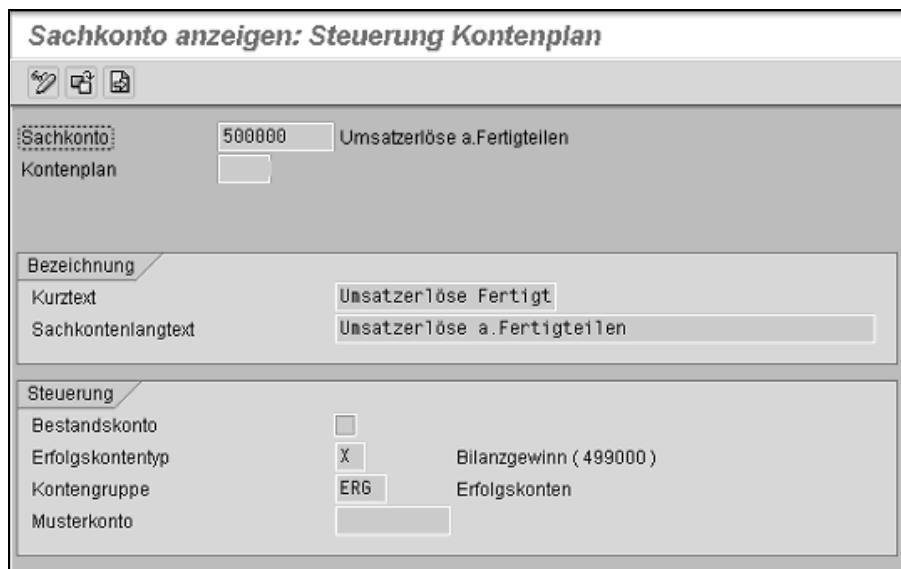 Sachkonto anzeigen: Steuerung Kontenplan
Sachkonto 500000 Umsatzerlöse a.Fertigteilen
Kontenplan
Bezeichnung
Kurztext Umsatzerlöse Fertigt
Sachkontenlangtext Umsatzerlöse a.Fertigteilen
Steuerung
Bestandskonto
Erfolgskontentyp X Bilanzgewinn ( 499000 )
Kontengruppe ERG Erfolgskonten
Musterkonto